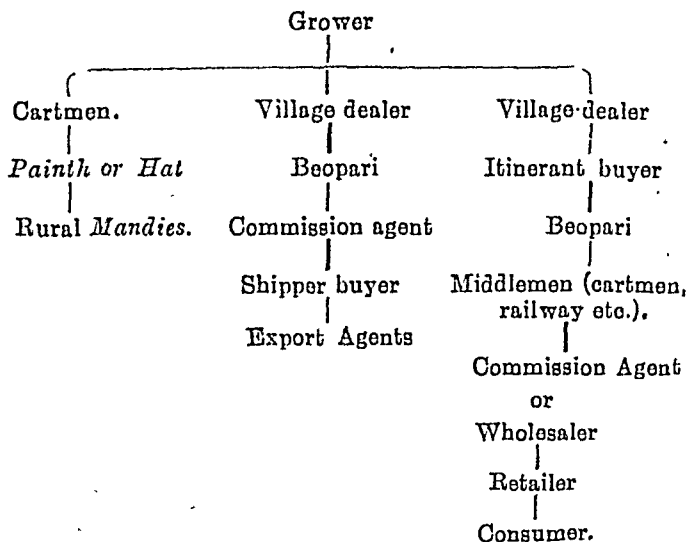 Grower
Cartmen.
Painth or Hat
Rural Mandies.
Village dealer
Beopari
Commission agent
Shipper buyer
Export Agents
Village dealer
Itinerant buyer
Beopari
Middlemen (cartmen,
railway etc.).
Commission Agent
or
Wholesaler
Retailer
Consumer.